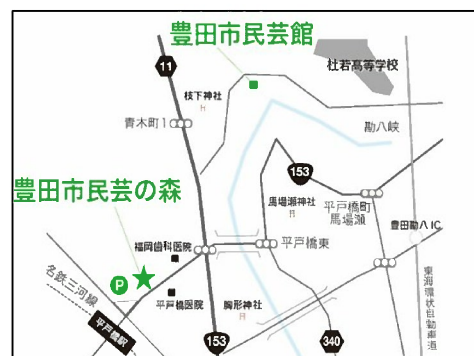 豊田市民芸館
杜若高等学校
11
枝下神社
青木町1
勘八峡
153
豊田市民芸の森
馬場瀬神社
平戸橋町
馬場瀬
豊田勘八IC
福岡歯科医院
平戸橋東
P
名鉄三河線
平戸橋医院
胸形神社
東海環状自動車道
平戸橋駅
153
340